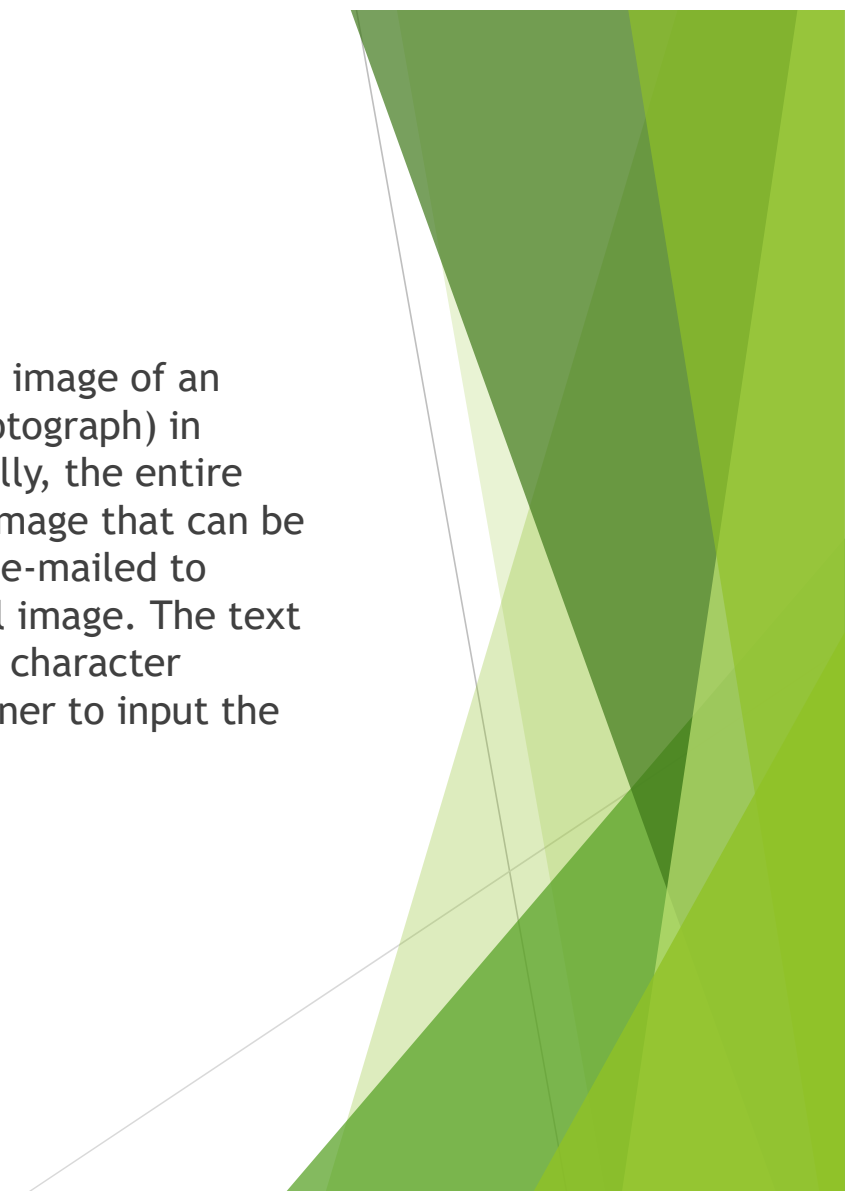 image of an
otograph) in
lly, the entire
mage that can be
e-mailed to
l image. The text
character
ner to input the